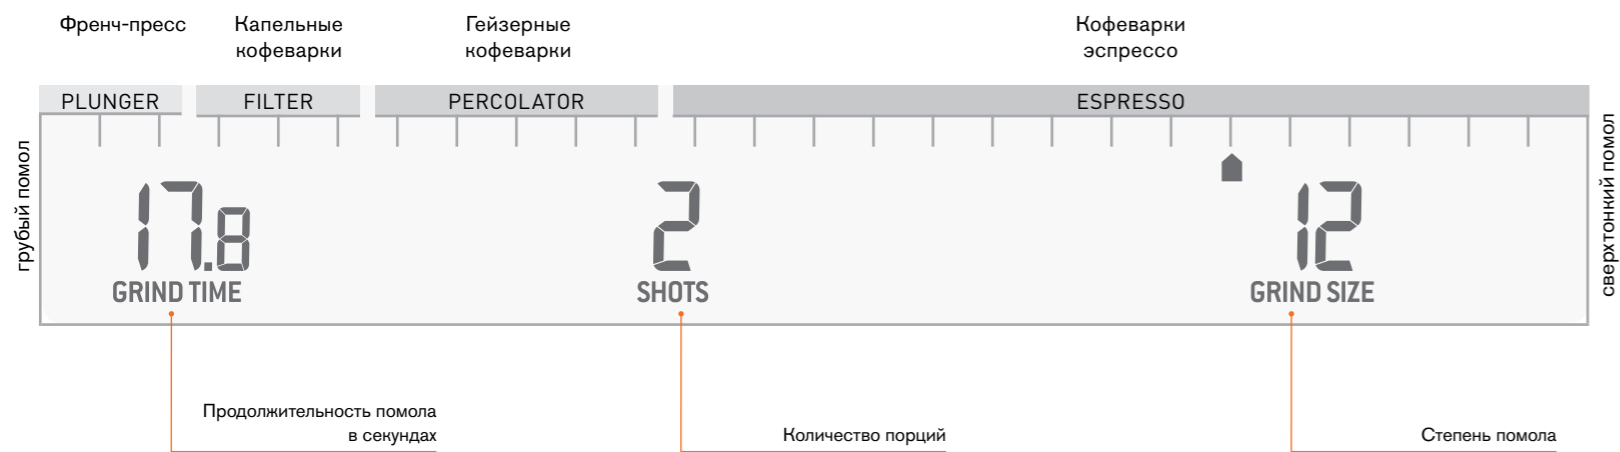 Френч-пресс
Капельные
кофеварки
Гейзерные
кофеварки
Кофеварки
эспрессо
PLUNGER
FILTER
PERCOLATOR
ESPRESSO
грубый помол
сверхтонкий помол
17.8
GRIND TIME
2
SHOTS
12
GRIND SIZE
Продолжительность помола
в секундах
Количество порций
Степень помола